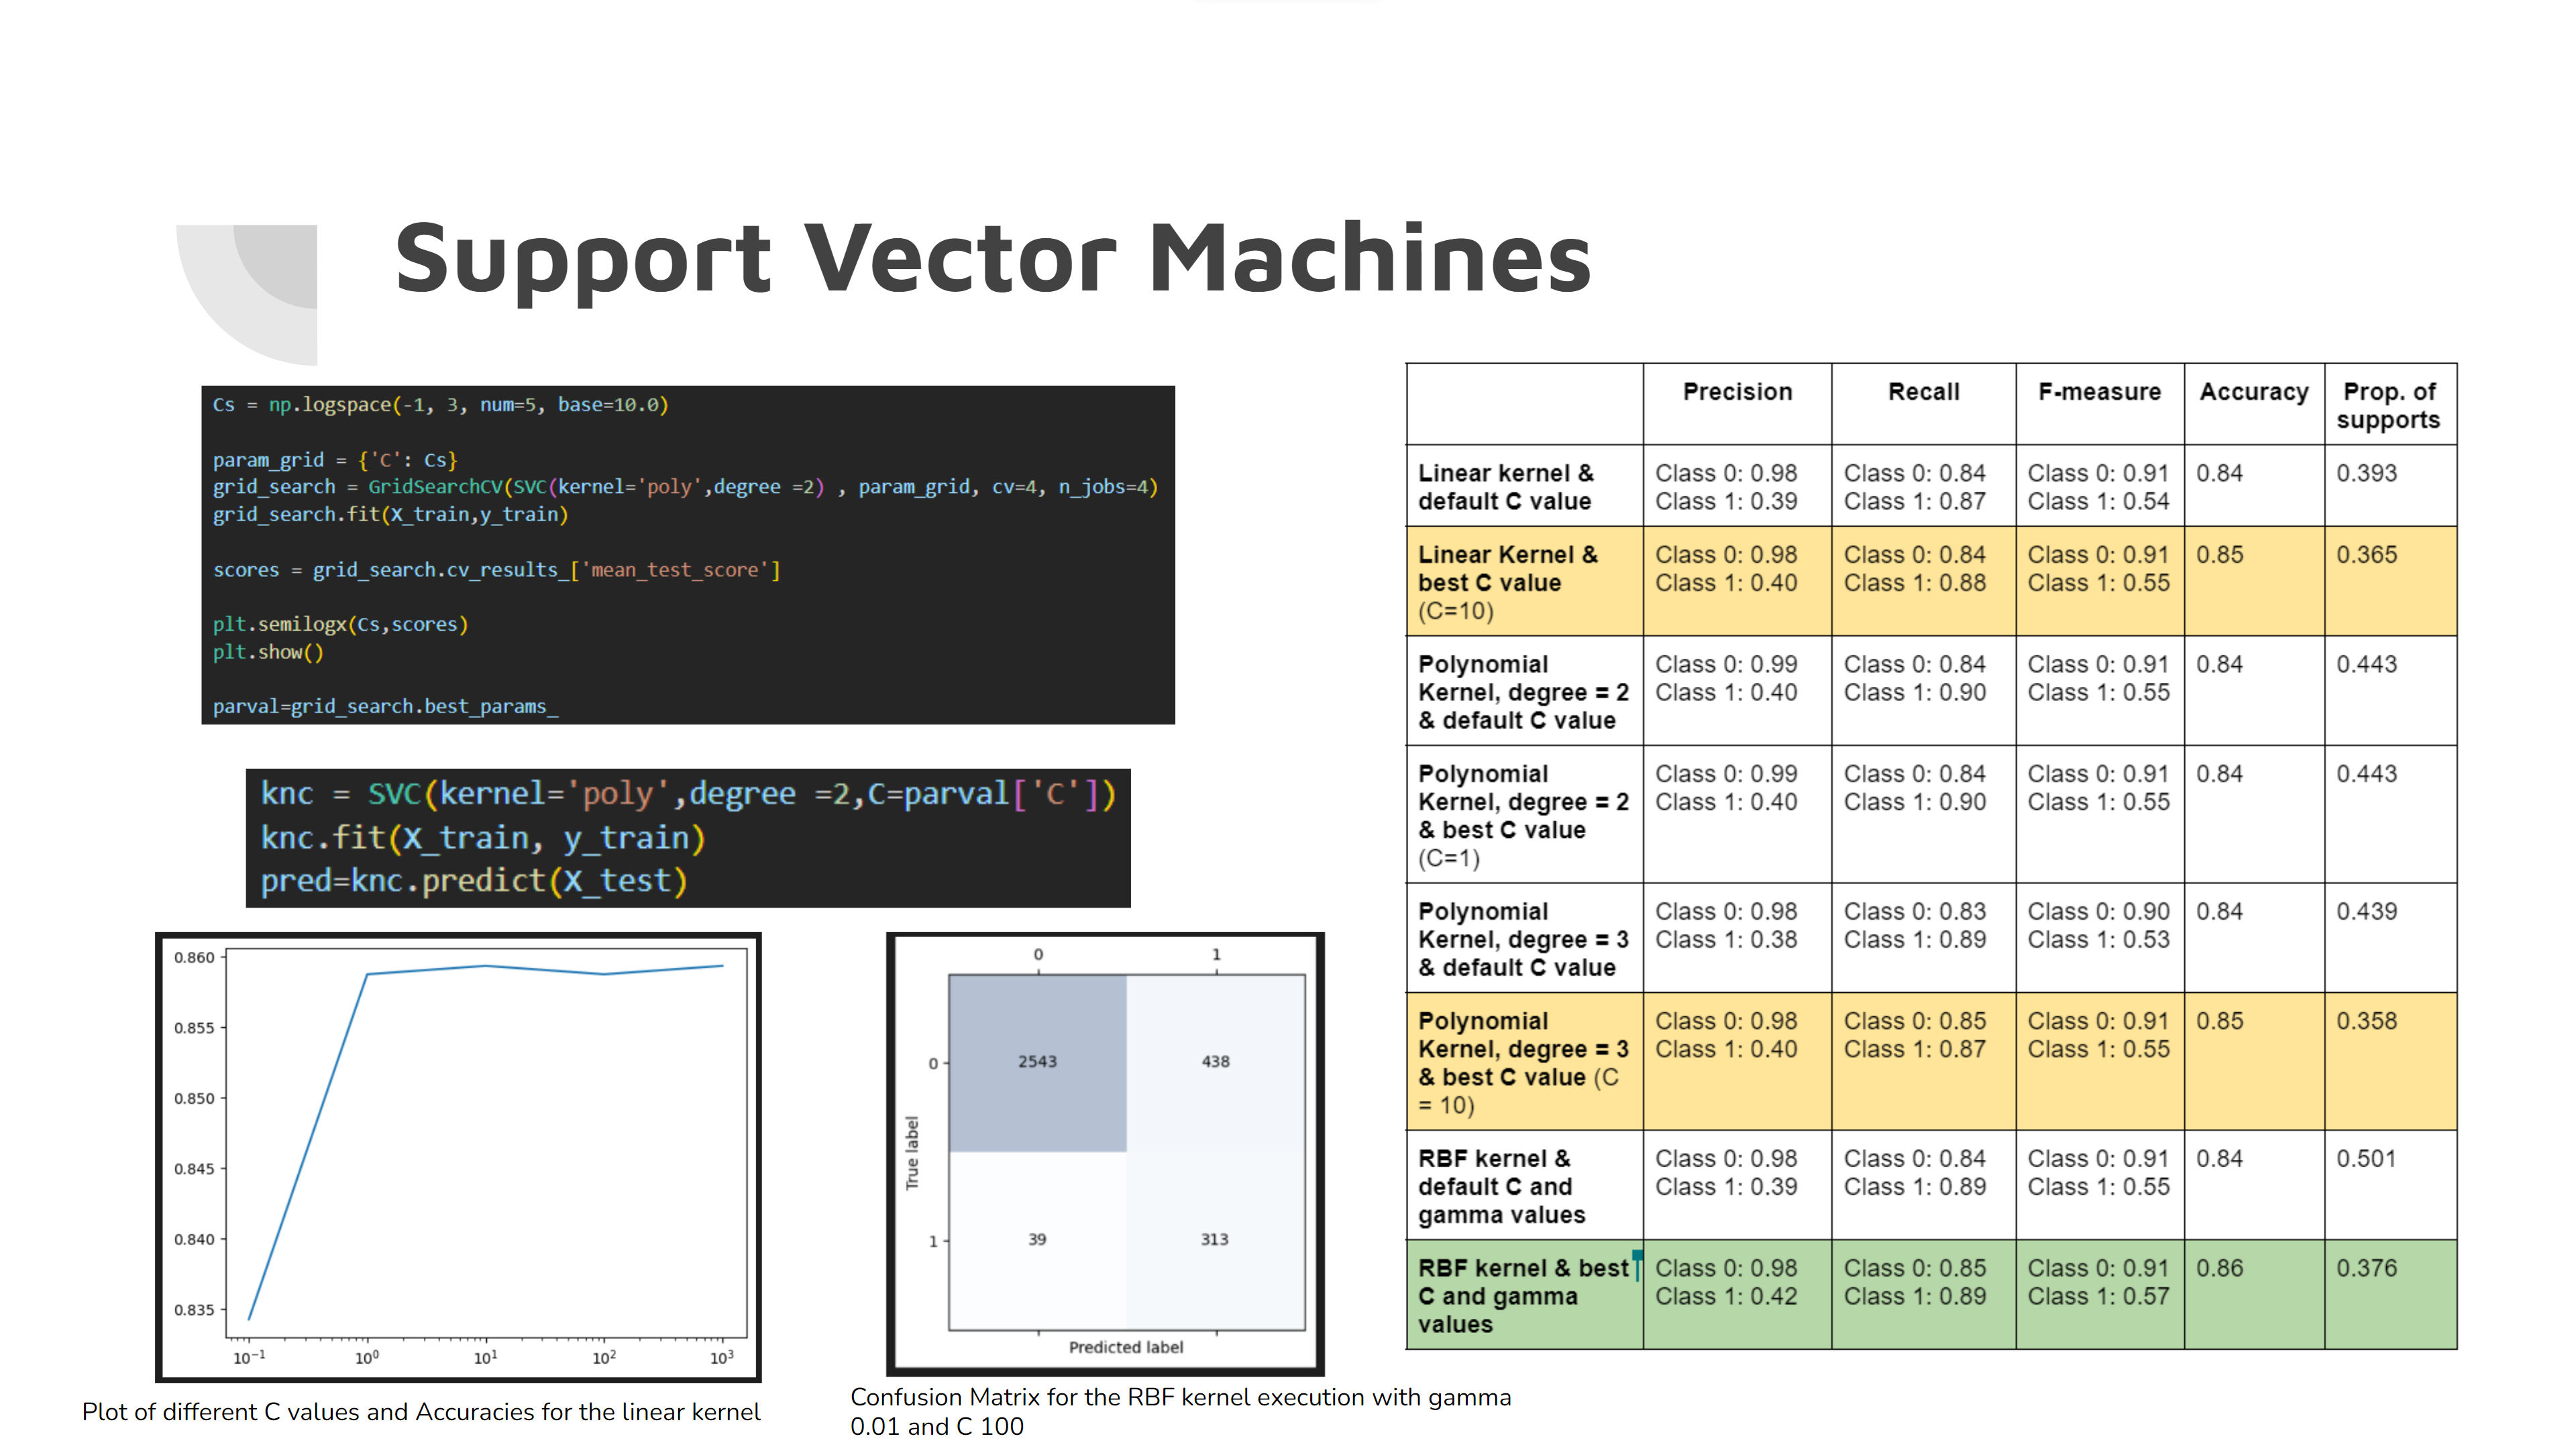 Support Vector Machines
Cs = np.logspace(-1, 3, num=5, base=10.0)
param_grid = {'C': Cs}
grid_search = GridSearchCV(SVC(kernel='poly',degree =2) , param_grid, cv=4, n_jobs=4)
grid_search.fit(X_train,y_train)
scores = grid_search.cv_results_['mean_test_score']
plt.semilogx(Cs,scores)
plt.show()
parval=grid_search.best_params_
knc = SVC(kernel='poly',degree =2,C=parval['C'])
knc.fit(X_train, y_train)
pred=knc.predict(X_test)
0.860
0.855
0.850
0.845
0.840
0.835
10⁻¹ 10⁰ 10¹ 10² 10³
Plot of different C values and Accuracies for the linear kernel
0 1
True label
0 2543 438
1 39 313
Predicted label
Confusion Matrix for the RBF kernel execution with gamma
0.01 and C 100
Precision Recall F-measure Accuracy Prop. of
supports
Linear kernel & Class 0: 0.98 Class 0: 0.84 Class 0: 0.91 0.84 0.393
default C value Class 1: 0.39 Class 1: 0.87 Class 1: 0.54
Linear Kernel & Class 0: 0.98 Class 0: 0.84 Class 0: 0.91 0.85 0.365
best C value Class 1: 0.40 Class 1: 0.88 Class 1: 0.55
(C=10)
Polynomial Class 0: 0.99 Class 0: 0.84 Class 0: 0.91 0.84 0.443
Kernel, degree = 2 Class 1: 0.40 Class 1: 0.90 Class 1: 0.55
& default C value
Polynomial Class 0: 0.99 Class 0: 0.84 Class 0: 0.91 0.84 0.443
Kernel, degree = 2 Class 1: 0.40 Class 1: 0.90 Class 1: 0.55
& best C value
(C=1)
Polynomial Class 0: 0.98 Class 0: 0.83 Class 0: 0.90 0.84 0.439
Kernel, degree = 3 Class 1: 0.38 Class 1: 0.89 Class 1: 0.53
& default C value
Polynomial Class 0: 0.98 Class 0: 0.85 Class 0: 0.91 0.85 0.358
Kernel, degree = 3 Class 1: 0.40 Class 1: 0.87 Class 1: 0.55
& best C value (C
= 10)
RBF kernel & Class 0: 0.98 Class 0: 0.84 Class 0: 0.91 0.84 0.501
default C and Class 1: 0.39 Class 1: 0.89 Class 1: 0.55
gamma values
RBF kernel & best Class 0: 0.98 Class 0: 0.85 Class 0: 0.91 0.86 0.376
C and gamma Class 1: 0.42 Class 1: 0.89 Class 1: 0.57
values